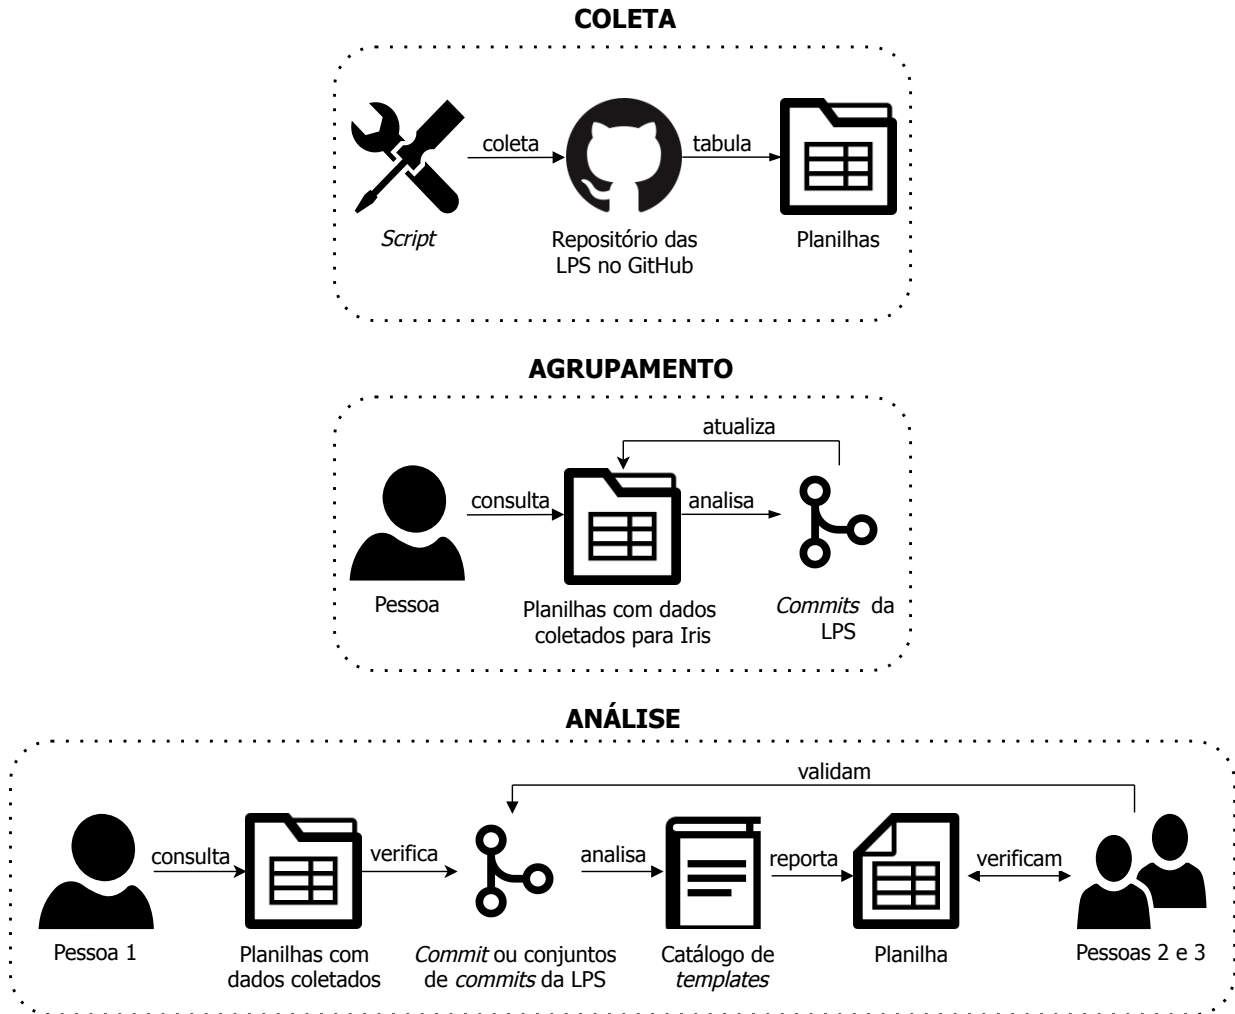 COLETA
coleta
tabula
Script
Repositório das
LPS no GitHub
Planilhas
AGRUPAMENTO
atualiza
consulta
analisa
Pessoa
Planilhas com dados
coletados para Iris
Commits da
LPS
ANÁLISE
validam
consulta
verifica
analisa
reporta
verificam
Pessoa 1
Planilhas com
dados coletados
Commit ou conjuntos
de commits da LPS
Catálogo de
templates
Planilha
Pessoas 2 e 3